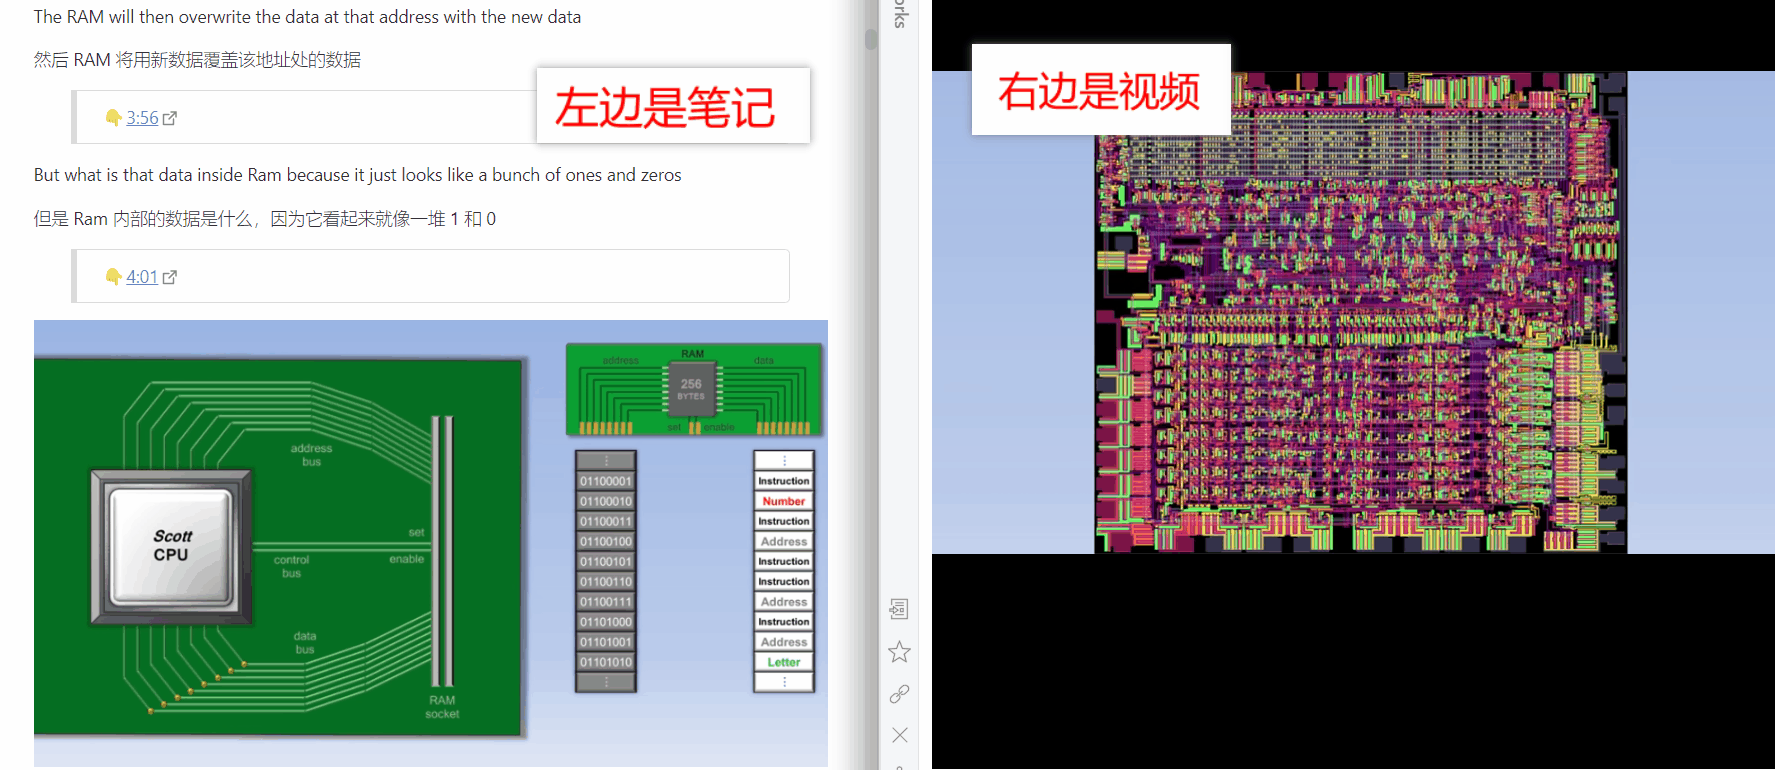 The RAM will then overwrite the data at that address with the new data
然后 RAM 将用新数据覆盖该地址处的数据
左边是笔记
👇 3:56
But what is that data inside Ram because it just looks like a bunch of ones and zeros
但是 Ram 内部的数据是什么，因为它看起来就像一堆 1 和 0
👇 4:01
address
bus
Scott
CPU
control
bus
set
enable
data
bus
RAM
socket
RAM
address
data
256
BYTES
set
enable
01100001
Instruction
01100010
Number
01100011
Instruction
01100100
Address
01100101
Instruction
01100110
Instruction
01100111
Address
01101000
Instruction
01101001
Address
01101010
Letter
orks
右边是视频